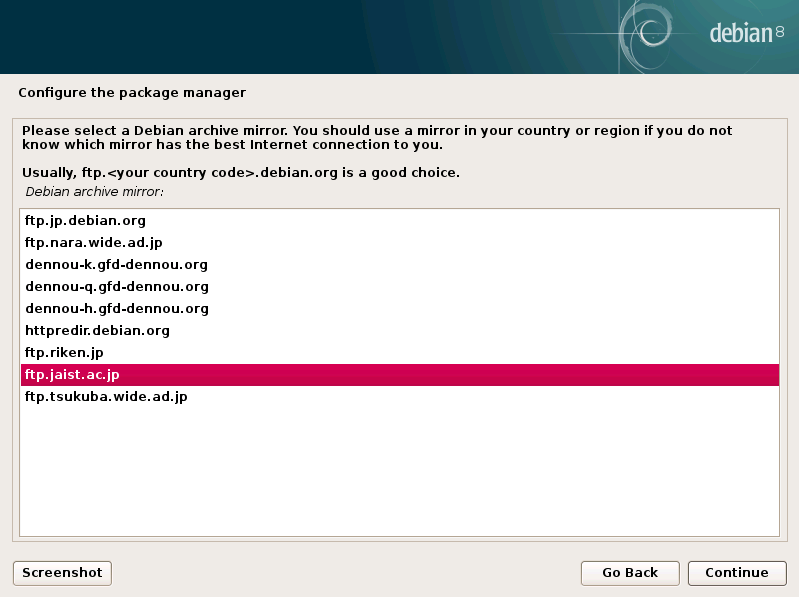 debian 8
Configure the package manager
Please select a Debian archive mirror. You should use a mirror in your country or region if you do not
know which mirror has the best Internet connection to you.
Usually, ftp.<your country code>.debian.org is a good choice.
Debian archive mirror:
ftp.jp.debian.org
ftp.nara.wide.ad.jp
dennou-k.gfd-dennou.org
dennou-q.gfd-dennou.org
dennou-h.gfd-dennou.org
httpredir.debian.org
ftp.riken.jp
ftp.jaist.ac.jp
ftp.tsukuba.wide.ad.jp
Screenshot
Go Back
Continue